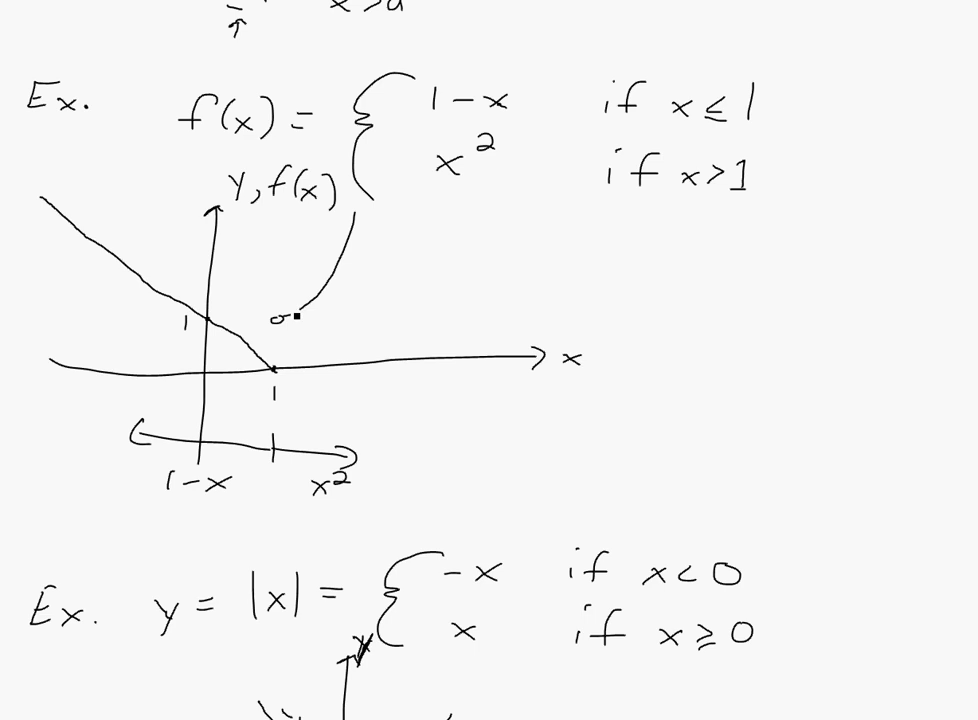 x>a
Ex. f(x) = { 1-x if x≤1
x² if x>1
y, f(x)
1
x
1
1-x x²
Ex. y = |x| = { -x if x<0
x if x≥0
y